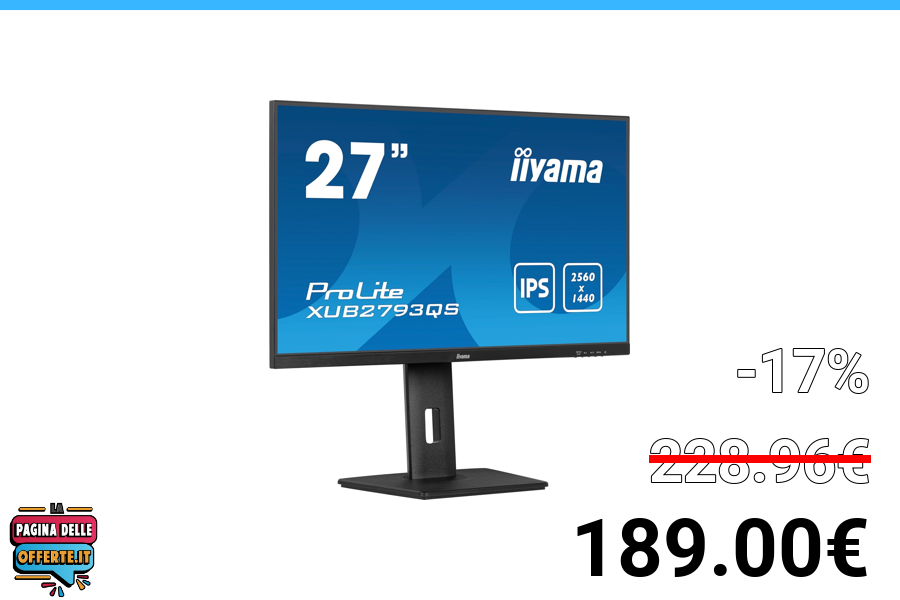 27”
iiyama
IPS
2560
x
1440
ProLite
XUB2793QS
iiyama
-17%
228.96€
189.00€
LA
PAGINA DELLE
OFFERTE.IT